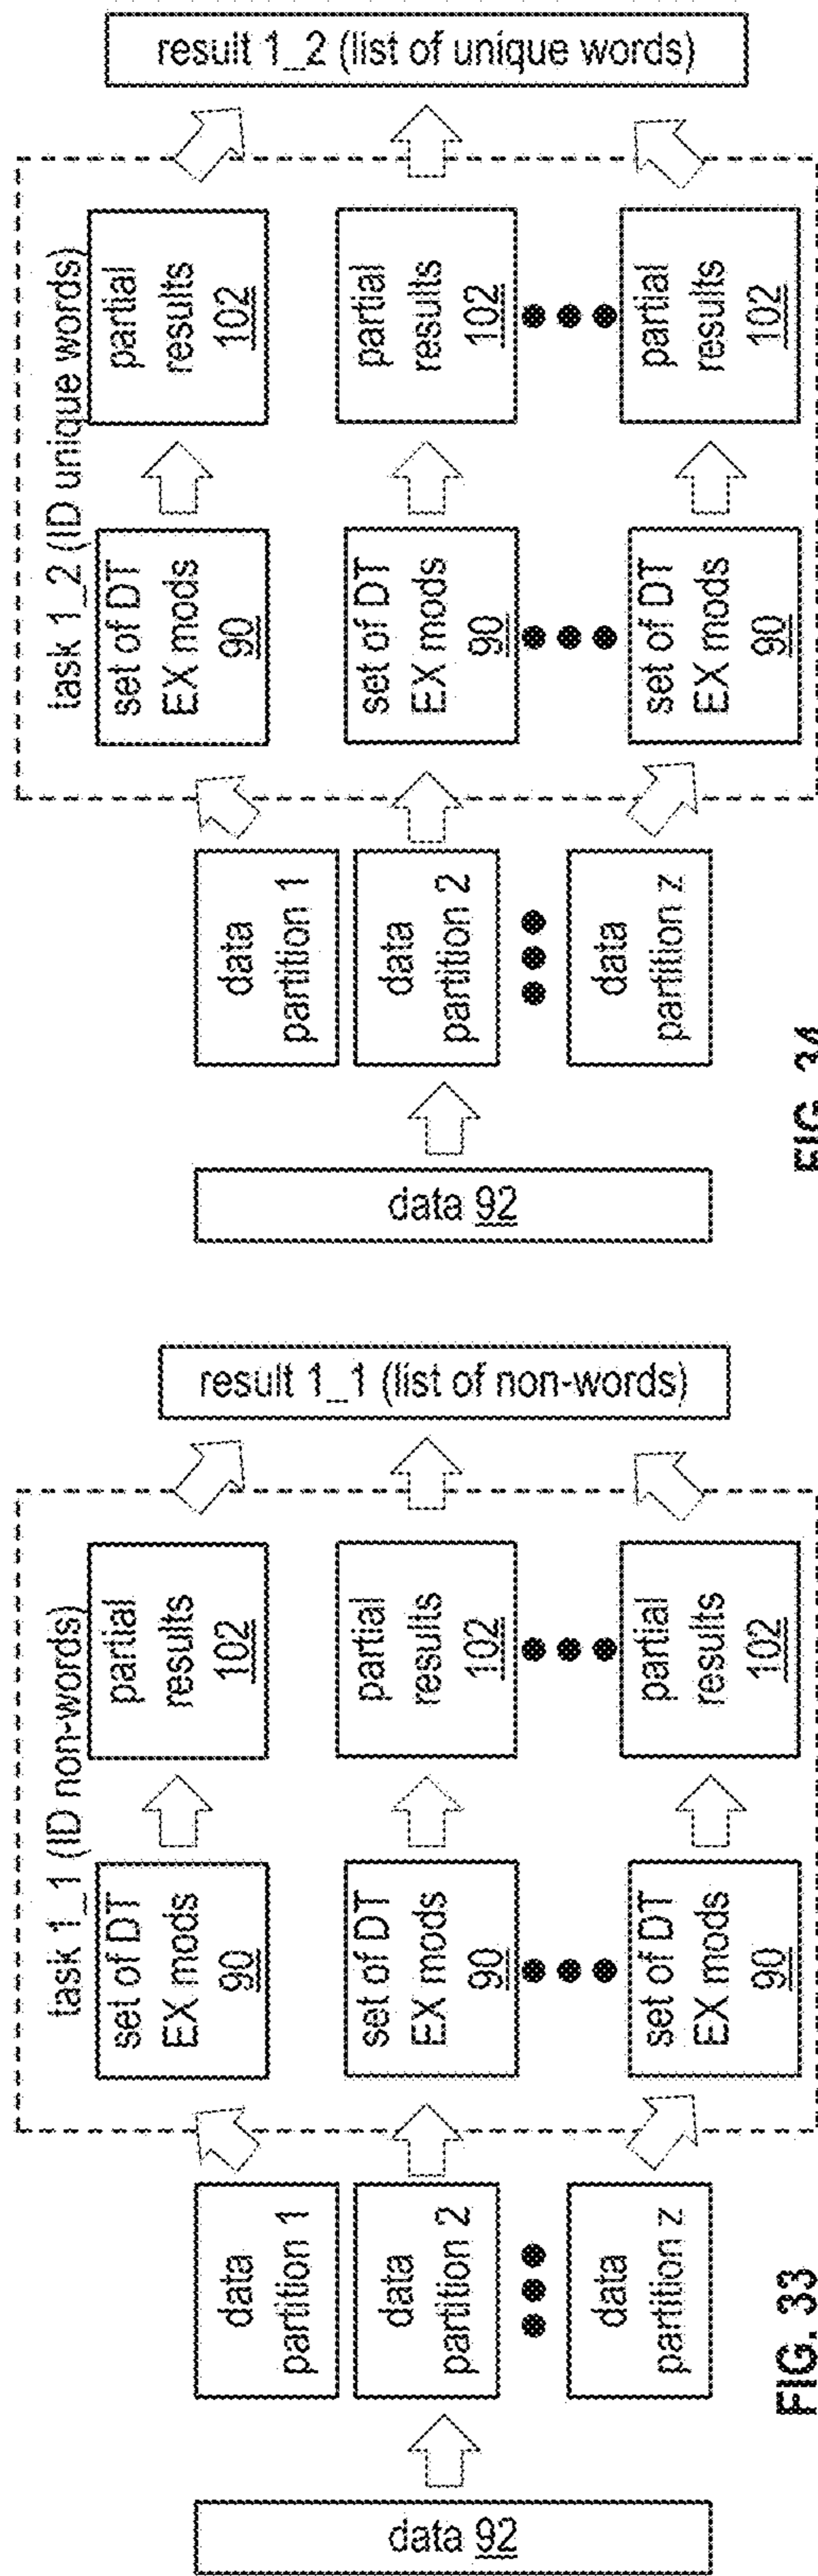 data 92
data
partition 1
data
partition 2
data
partition z
task 1_1 (ID non-words)
set of DT
EX mods
90
set of DT
EX mods
90
set of DT
EX mods
90
partial
results
102
partial
results
102
partial
results
102
result 1_1 (list of non-words)
FIG. 33
data 92
data
partition 1
data
partition 2
data
partition z
task 1_2 (ID unique words)
set of DT
EX mods
90
set of DT
EX mods
90
set of DT
EX mods
90
partial
results
102
partial
results
102
partial
results
102
result 1_2 (list of unique words)
FIG. 34